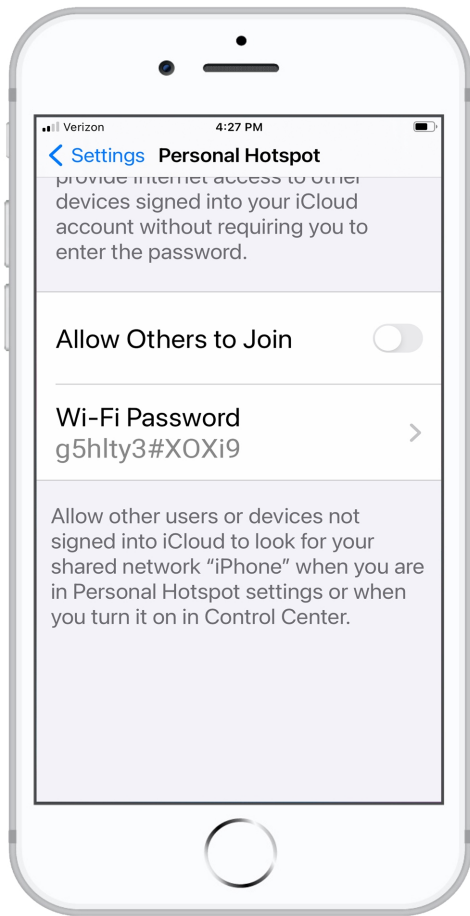 Verizon 4:27 PM
Settings Personal Hotspot
provide Internet access to other
devices signed into your iCloud
account without requiring you to
enter the password.
Allow Others to Join
Wi-Fi Password
g5hlty3#XOXi9
Allow other users or devices not
signed into iCloud to look for your
shared network “iPhone” when you are
in Personal Hotspot settings or when
you turn it on in Control Center.